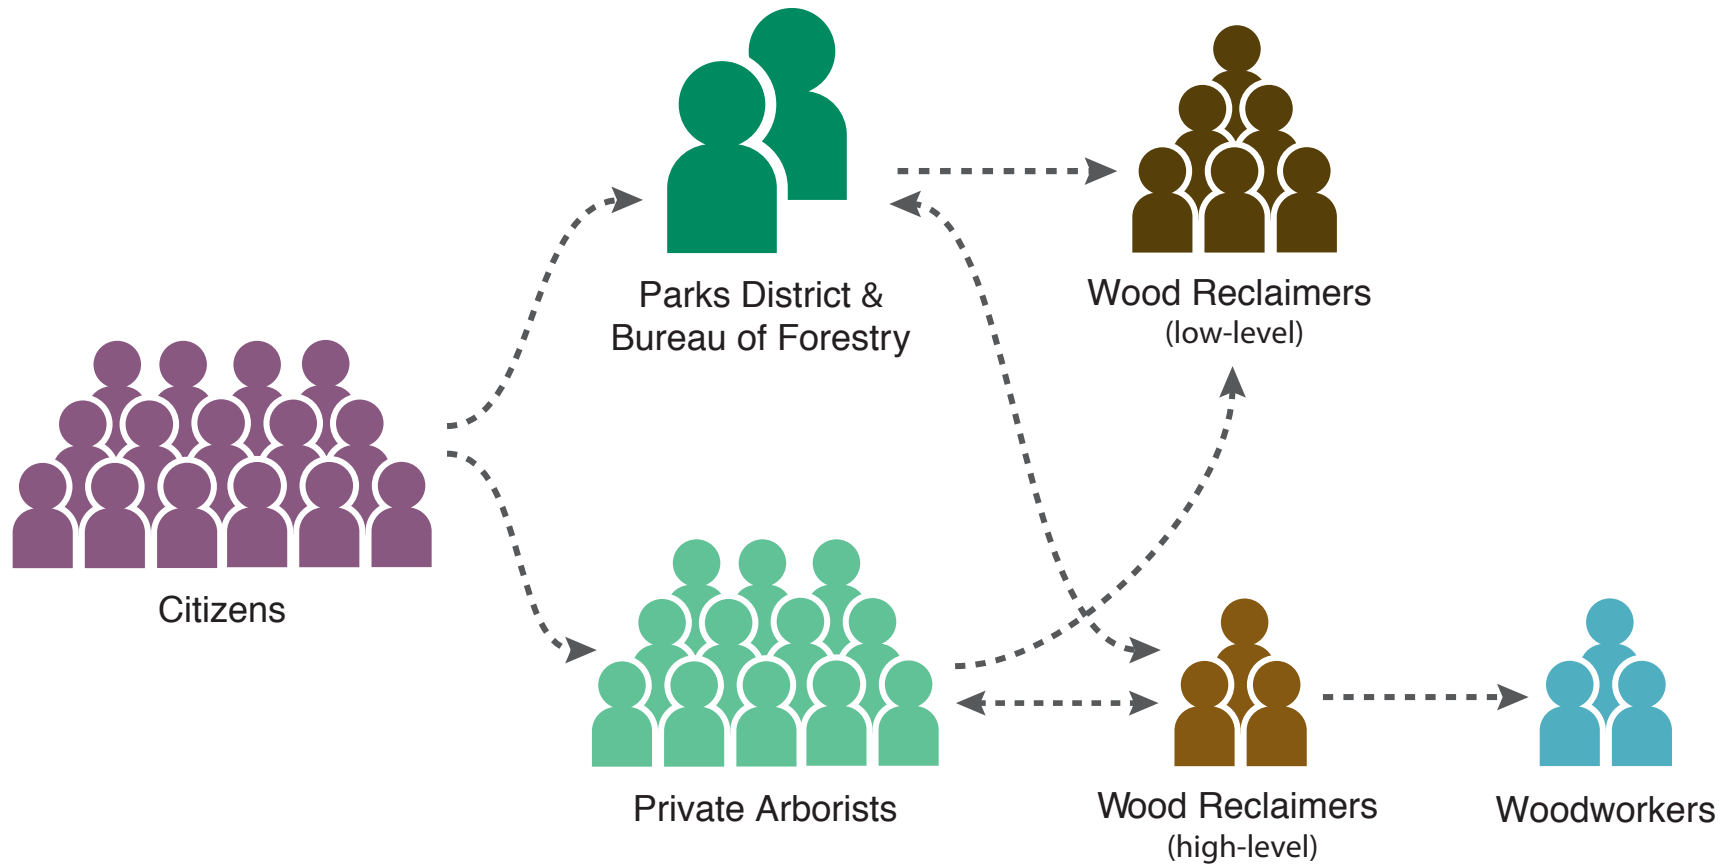 Parks District &
Bureau of Forestry
Wood Reclaimers
(low-level)
Citizens
Private Arborists
Wood Reclaimers
(high-level)
Woodworkers